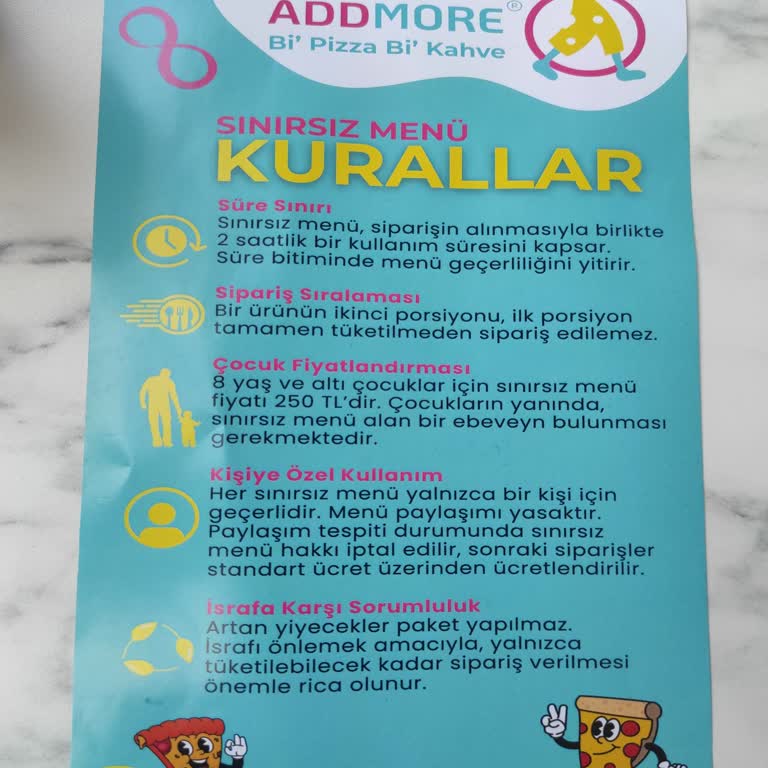 ADDMORE®
Bi' Pizza Bi' Kahve
SINIRSIZ MENÜ
KURALLAR
Süre Sınırı
Sınırsız menü, siparişin alınmasıyla birlikte
2 saatlik bir kullanım süresini kapsar.
Süre bitiminde menü geçerliliğini yitirir.
Sipariş Sıralaması
Bir ürünün ikinci porsiyonu, ilk porsiyon
tamamen tüketilmeden sipariş edilemez.
Çocuk Fiyatlandırması
8 yaş ve altı çocuklar için sınırsız menü
fiyatı 250 TL'dir. Çocukların yanında,
sınırsız menü alan bir ebeveyn bulunması
gerekmektedir.
Kişiye Özel Kullanım
Her sınırsız menü yalnızca bir kişi için
geçerlidir. Menü paylaşımı yasaktır.
Paylaşım tespiti durumunda sınırsız
menü hakkı iptal edilir, sonraki siparişler
standart ücret üzerinden ücretlendirilir.
İsrafa Karşı Sorumluluk
Artan yiyecekler paket yapılmaz.
İsrafı önlemek amacıyla, yalnızca
tüketilebilecek kadar sipariş verilmesi
önemle rica olunur.